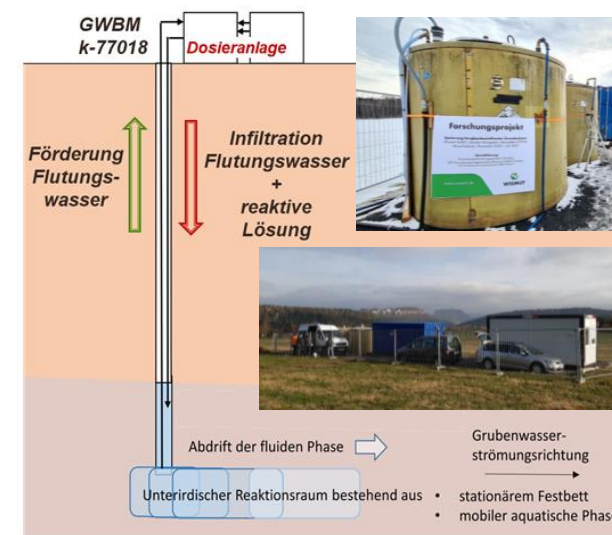 GWBM
k-77018
Dosieranlage
Förderung
Flutungs-
wasser
Infiltration
Flutungswasser
+
reaktive
Lösung
Forschungsprojekt
WISMUT
Abdrift der fluiden Phase
Grubenwasser-
strömungsrichtung
Unterirdischer Reaktionsraum bestehend aus
• stationärem Festbett
• mobiler aquatische Phase